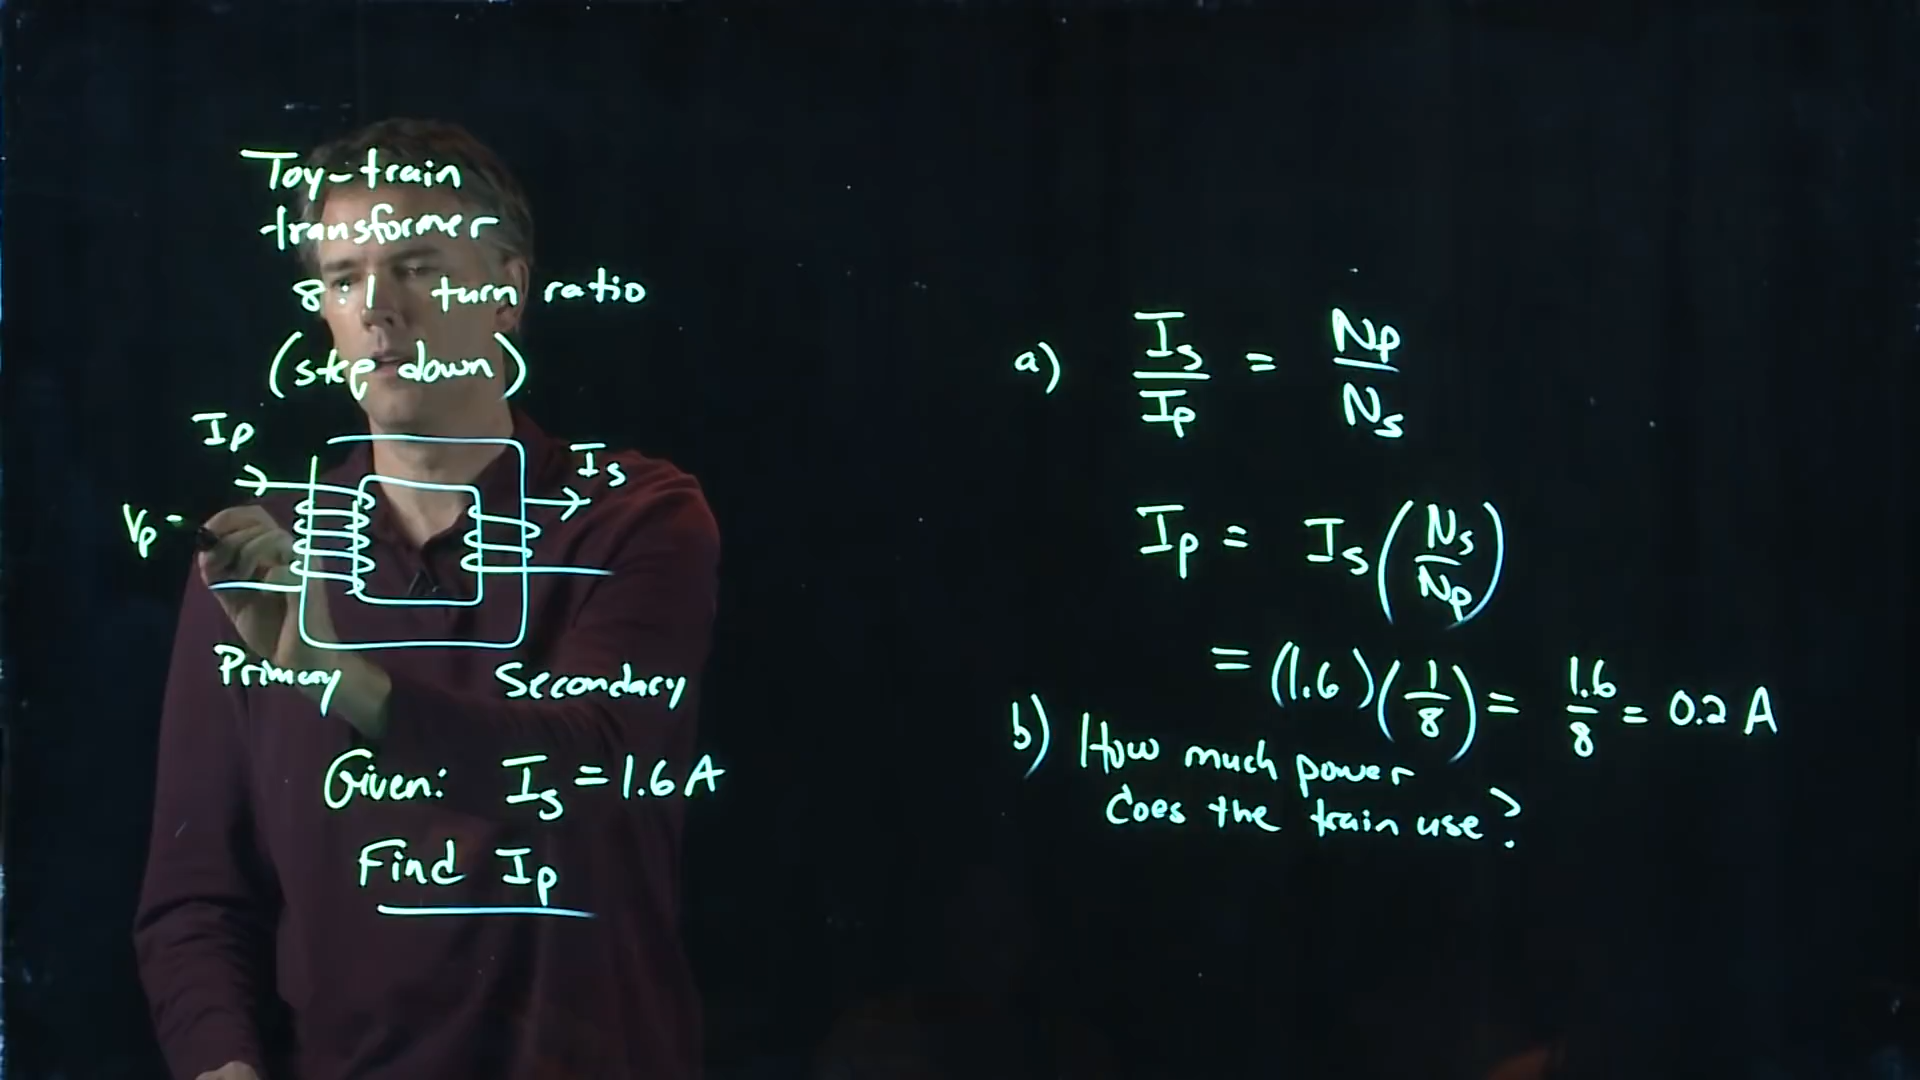 Toy-train
transformer
8:1 turn ratio
(step down)
Ip
Is
Vp =
Primary
Secondary
Given: Is = 1.6 A
Find Ip
a) Is/Ip = Np/Ns
Ip = Is (Ns/Np)
= (1.6)(1/8) = 1.6/8 = 0.2 A
b) How much power
does the train use?